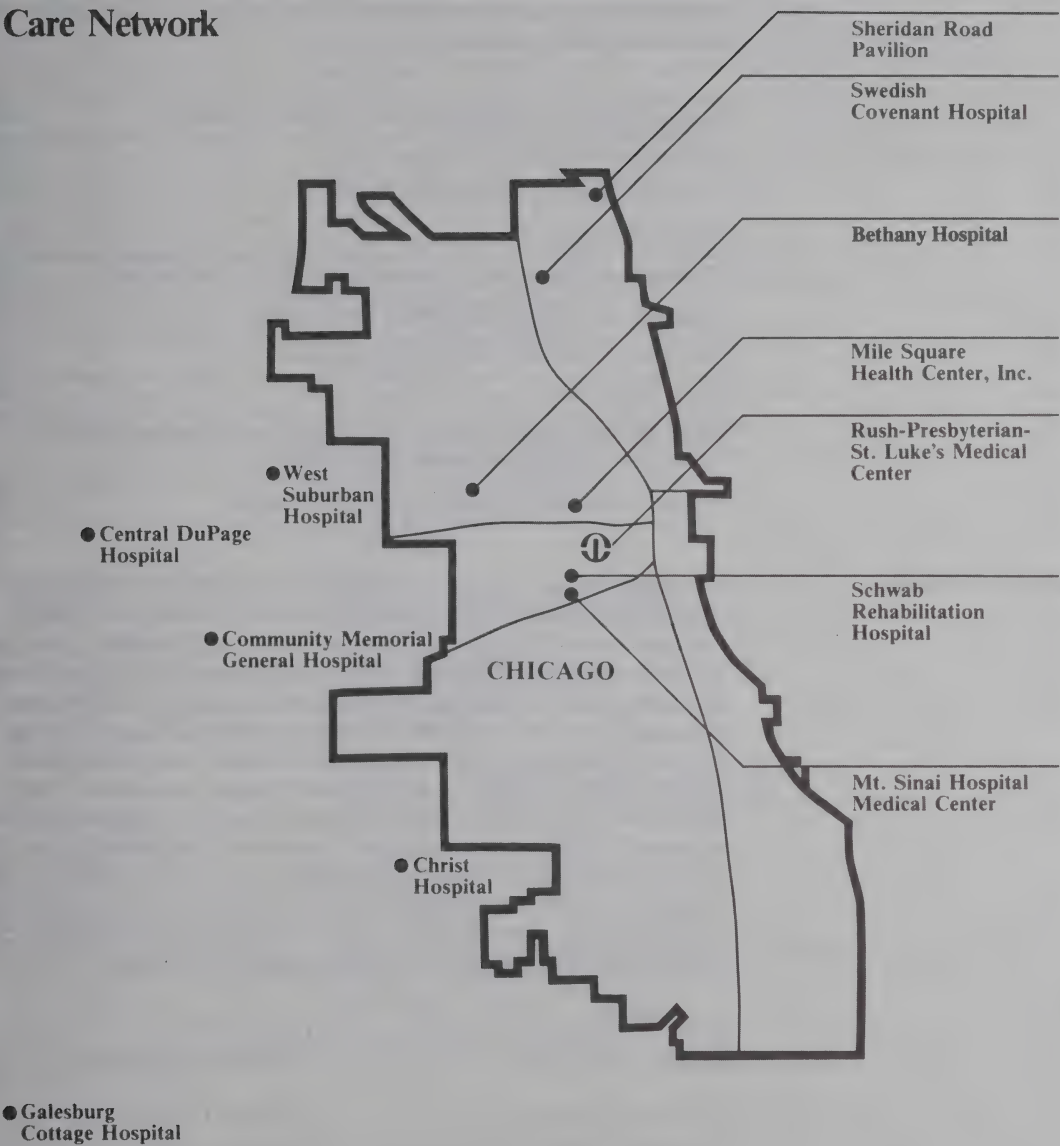 Care Network
Sheridan Road
Pavilion
Swedish
Covenant Hospital
Bethany Hospital
Mile Square
Health Center, Inc.
Rush-Presbyterian-
St. Luke's Medical
Center
West
Suburban
Hospital
Central DuPage
Hospital
Schwab
Rehabilitation
Hospital
Community Memorial
General Hospital
CHICAGO
Mt. Sinai Hospital
Medical Center
Christ
Hospital
Galesburg
Cottage Hospital